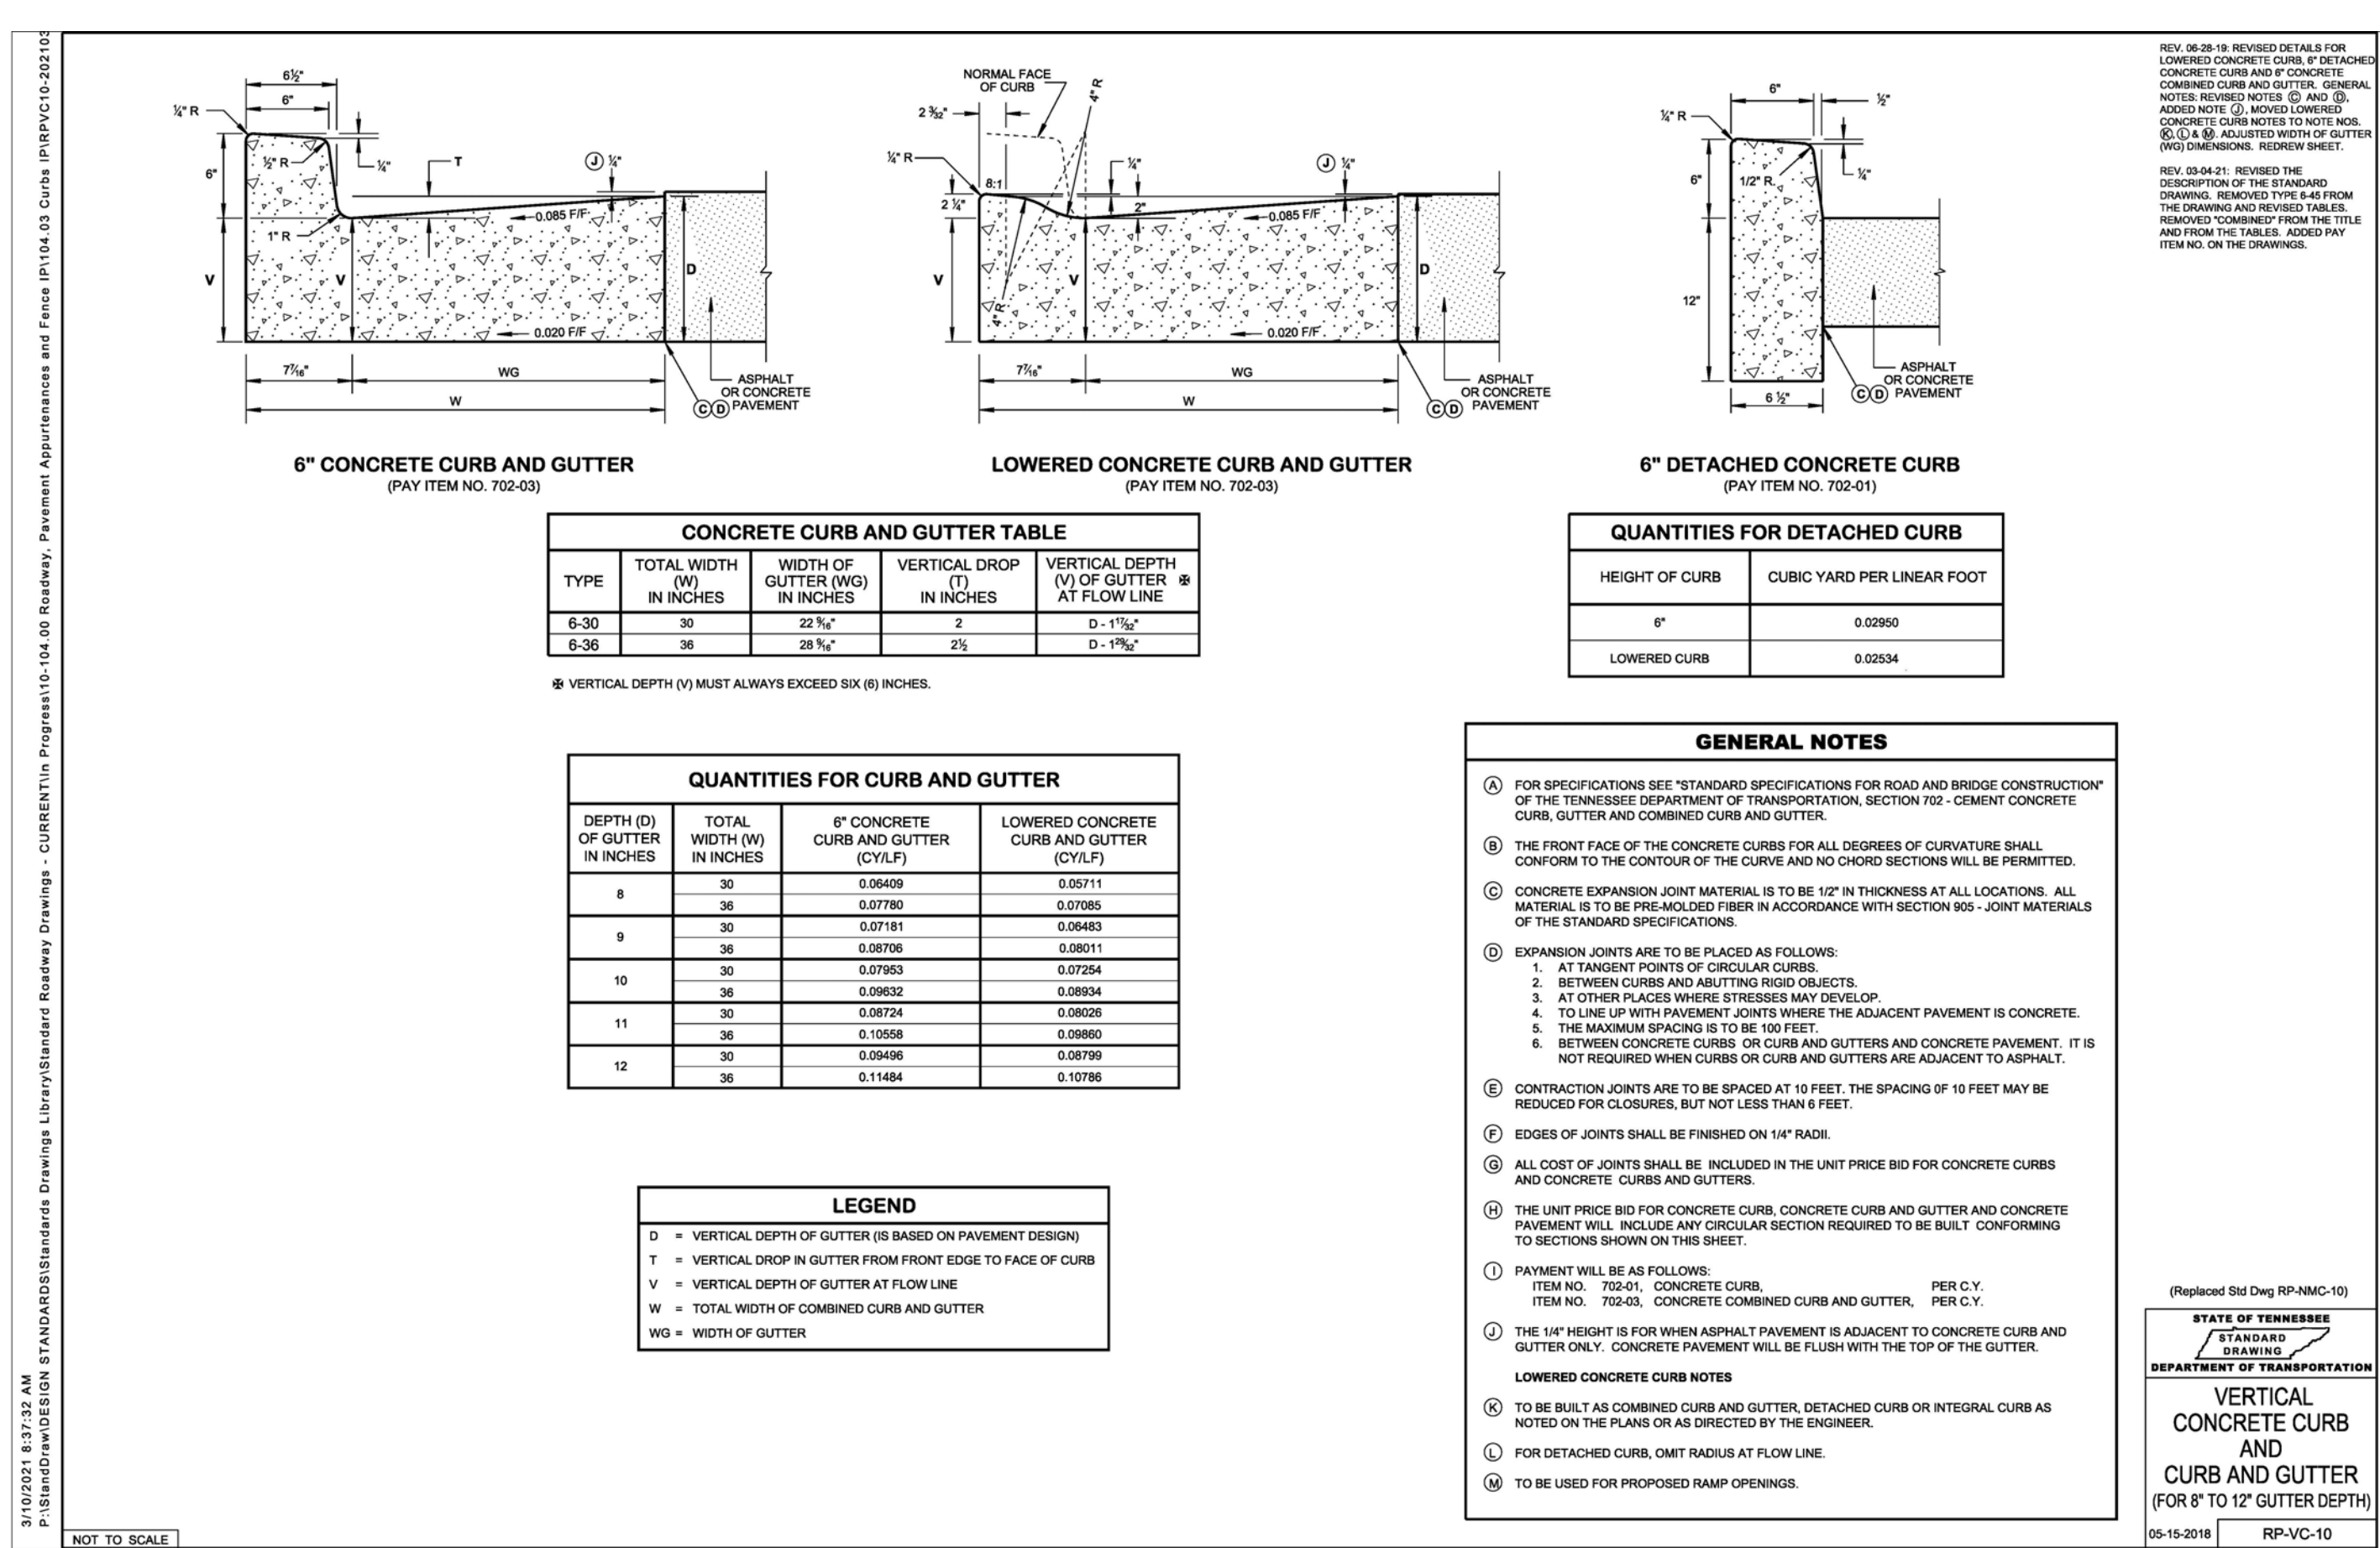 3/10/2021 8:37:32 AM
P:\StandDraw\DESIGN STANDARDS\Standards Drawings Library\Standard Roadway Drawings - CURRENT\In Progress\10-104.00 Roadway, Pavement Appurtenances and Fence IP\104.03 Curbs IP\RPVC10-202103
6½"
6"
¼" R
½" R
¼"
T
Ⓙ ¼"
6"
0.085 F/F
1" R
V
V
D
0.020 F/F
7⁷⁄₁₆"
WG
W
ASPHALT
OR CONCRETE
PAVEMENT
Ⓒ Ⓓ
6" CONCRETE CURB AND GUTTER
(PAY ITEM NO. 702-03)
NORMAL FACE
OF CURB
4" R
2 ³⁄₃₂"
¼" R
8:1
¼"
Ⓙ ¼"
2 ¼"
2"
0.085 F/F
V
V
D
4" R
0.020 F/F
7⁷⁄₁₆"
WG
W
ASPHALT
OR CONCRETE
PAVEMENT
Ⓒ Ⓓ
LOWERED CONCRETE CURB AND GUTTER
(PAY ITEM NO. 702-03)
6"
½"
¼" R
1/2" R.
¼"
6"
12"
6 ½"
ASPHALT
OR CONCRETE
PAVEMENT
Ⓒ Ⓓ
6" DETACHED CONCRETE CURB
(PAY ITEM NO. 702-01)
REV. 06-28-19: REVISED DETAILS FOR
LOWERED CONCRETE CURB, 6" DETACHED
CONCRETE CURB AND 6" CONCRETE
COMBINED CURB AND GUTTER. GENERAL
NOTES: REVISED NOTES Ⓒ AND Ⓓ,
ADDED NOTE Ⓙ, MOVED LOWERED
CONCRETE CURB NOTES TO NOTE NOS.
Ⓚ, Ⓛ & Ⓜ. ADJUSTED WIDTH OF GUTTER
(WG) DIMENSIONS. REDREW SHEET.
REV. 03-04-21: REVISED THE
DESCRIPTION OF THE STANDARD
DRAWING. REMOVED TYPE 6-45 FROM
THE DRAWING AND REVISED TABLES.
REMOVED "COMBINED" FROM THE TITLE
AND FROM THE TABLES. ADDED PAY
ITEM NO. ON THE DRAWINGS.
CONCRETE CURB AND GUTTER TABLE
TYPE
TOTAL WIDTH
(W)
IN INCHES
WIDTH OF
GUTTER (WG)
IN INCHES
VERTICAL DROP
(T)
IN INCHES
VERTICAL DEPTH
(V) OF GUTTER ✠
AT FLOW LINE
6-30 30 22 ⁹⁄₁₆" 2 D - 1¹⁷⁄₃₂"
6-36 36 28 ⁹⁄₁₆" 2½ D - 1²⁹⁄₃₂"
✠ VERTICAL DEPTH (V) MUST ALWAYS EXCEED SIX (6) INCHES.
QUANTITIES FOR DETACHED CURB
HEIGHT OF CURB CUBIC YARD PER LINEAR FOOT
6" 0.02950
LOWERED CURB 0.02534
QUANTITIES FOR CURB AND GUTTER
DEPTH (D)
OF GUTTER
IN INCHES
TOTAL
WIDTH (W)
IN INCHES
6" CONCRETE
CURB AND GUTTER
(CY/LF)
LOWERED CONCRETE
CURB AND GUTTER
(CY/LF)
8
30 0.06409 0.05711
36 0.07780 0.07085
9
30 0.07181 0.06483
36 0.08706 0.08011
10
30 0.07953 0.07254
36 0.09632 0.08934
11
30 0.08724 0.08026
36 0.10558 0.09860
12
30 0.09496 0.08799
36 0.11484 0.10786
LEGEND
D = VERTICAL DEPTH OF GUTTER (IS BASED ON PAVEMENT DESIGN)
T = VERTICAL DROP IN GUTTER FROM FRONT EDGE TO FACE OF CURB
V = VERTICAL DEPTH OF GUTTER AT FLOW LINE
W = TOTAL WIDTH OF COMBINED CURB AND GUTTER
WG = WIDTH OF GUTTER
GENERAL NOTES
Ⓐ FOR SPECIFICATIONS SEE "STANDARD SPECIFICATIONS FOR ROAD AND BRIDGE CONSTRUCTION"
OF THE TENNESSEE DEPARTMENT OF TRANSPORTATION, SECTION 702 - CEMENT CONCRETE
CURB, GUTTER AND COMBINED CURB AND GUTTER.
Ⓑ THE FRONT FACE OF THE CONCRETE CURBS FOR ALL DEGREES OF CURVATURE SHALL
CONFORM TO THE CONTOUR OF THE CURVE AND NO CHORD SECTIONS WILL BE PERMITTED.
Ⓒ CONCRETE EXPANSION JOINT MATERIAL IS TO BE 1/2" IN THICKNESS AT ALL LOCATIONS. ALL
MATERIAL IS TO BE PRE-MOLDED FIBER IN ACCORDANCE WITH SECTION 905 - JOINT MATERIALS
OF THE STANDARD SPECIFICATIONS.
Ⓓ EXPANSION JOINTS ARE TO BE PLACED AS FOLLOWS:
1. AT TANGENT POINTS OF CIRCULAR CURBS.
2. BETWEEN CURBS AND ABUTTING RIGID OBJECTS.
3. AT OTHER PLACES WHERE STRESSES MAY DEVELOP.
4. TO LINE UP WITH PAVEMENT JOINTS WHERE THE ADJACENT PAVEMENT IS CONCRETE.
5. THE MAXIMUM SPACING IS TO BE 100 FEET.
6. BETWEEN CONCRETE CURBS OR CURB AND GUTTERS AND CONCRETE PAVEMENT. IT IS
NOT REQUIRED WHEN CURBS OR CURB AND GUTTERS ARE ADJACENT TO ASPHALT.
Ⓔ CONTRACTION JOINTS ARE TO BE SPACED AT 10 FEET. THE SPACING 0F 10 FEET MAY BE
REDUCED FOR CLOSURES, BUT NOT LESS THAN 6 FEET.
Ⓕ EDGES OF JOINTS SHALL BE FINISHED ON 1/4" RADII.
Ⓖ ALL COST OF JOINTS SHALL BE INCLUDED IN THE UNIT PRICE BID FOR CONCRETE CURBS
AND CONCRETE CURBS AND GUTTERS.
Ⓗ THE UNIT PRICE BID FOR CONCRETE CURB, CONCRETE CURB AND GUTTER AND CONCRETE
PAVEMENT WILL INCLUDE ANY CIRCULAR SECTION REQUIRED TO BE BUILT CONFORMING
TO SECTIONS SHOWN ON THIS SHEET.
Ⓘ PAYMENT WILL BE AS FOLLOWS:
ITEM NO. 702-01, CONCRETE CURB, PER C.Y.
ITEM NO. 702-03, CONCRETE COMBINED CURB AND GUTTER, PER C.Y.
Ⓙ THE 1/4" HEIGHT IS FOR WHEN ASPHALT PAVEMENT IS ADJACENT TO CONCRETE CURB AND
GUTTER ONLY. CONCRETE PAVEMENT WILL BE FLUSH WITH THE TOP OF THE GUTTER.
LOWERED CONCRETE CURB NOTES
Ⓚ TO BE BUILT AS COMBINED CURB AND GUTTER, DETACHED CURB OR INTEGRAL CURB AS
NOTED ON THE PLANS OR AS DIRECTED BY THE ENGINEER.
Ⓛ FOR DETACHED CURB, OMIT RADIUS AT FLOW LINE.
Ⓜ TO BE USED FOR PROPOSED RAMP OPENINGS.
(Replaced Std Dwg RP-NMC-10)
STATE OF TENNESSEE
STANDARD
DRAWING
DEPARTMENT OF TRANSPORTATION
VERTICAL
CONCRETE CURB
AND
CURB AND GUTTER
(FOR 8" TO 12" GUTTER DEPTH)
05-15-2018 RP-VC-10
NOT TO SCALE